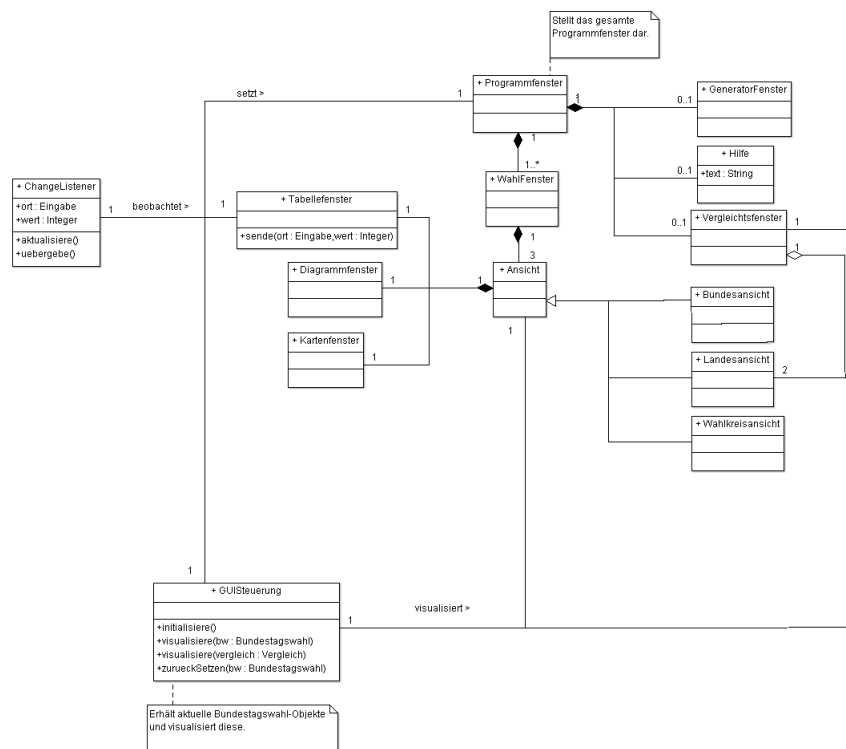 Stellt das gesamte
Programmfenster dar.
setzt >
1
+ Programmfenster
1
0..1
+ GeneratorFenster
1
1..*
+ WahlFenster
1
3
0..1
+ Hilfe
+text : String
0..1
+ Vergleichtsfenster
1
1
+ ChangeListener
+ort : Eingabe
+wert : Integer
+aktualisiere()
+uebergebe()
1
beobachtet >
1
+ Tabellefenster
+sende(ort : Eingabe,wert : Integer)
1
+ Diagrammfenster
1
1
+ Ansicht
1
+ Kartenfenster
1
+ Bundesansicht
+ Landesansicht
2
+ Wahlkreisansicht
1
+ GUISteuerung
+initialisiere()
+visualisiere(bw : Bundestagswahl)
+visualisiere(vergleich : Vergleich)
+zurueckSetzen(bw : Bundestagswahl)
1
visualisiert >
Erhält aktuelle Bundestagswahl-Objekte
und visualisiert diese.